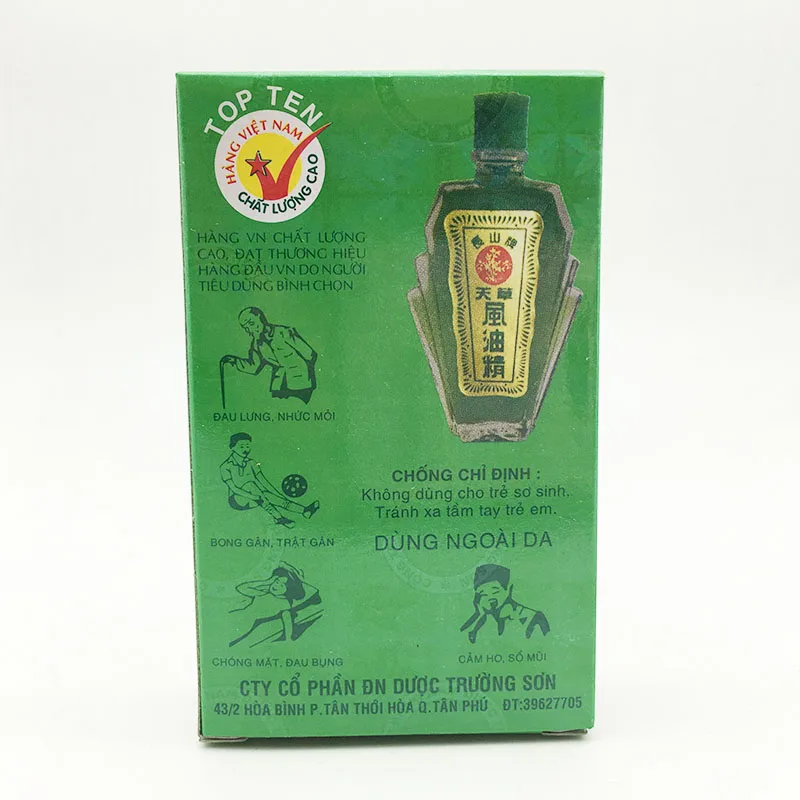 TOP TEN
HÀNG VIỆT NAM
CHẤT LƯỢNG CAO
HÀNG VN CHẤT LƯỢNG
CAO, ĐẠT THƯƠNG HIỆU
HÀNG ĐẦU VN DO NGƯỜI
TIÊU DÙNG BÌNH CHỌN
長山牌
天草
風油精
ĐAU LƯNG, NHỨC MỎI
BONG GÂN, TRẬT GÂN
CHÓNG MẶT, ĐAU BỤNG
CHỐNG CHỈ ĐỊNH :
Không dùng cho trẻ sơ sinh.
Tránh xa tầm tay trẻ em.
DÙNG NGOÀI DA
CẢM HO, SỔ MŨI
CTY CỔ PHẦN ĐN DƯỢC TRƯỜNG SƠN
43/2 HÒA BÌNH P.TÂN THỚI HÒA Q.TÂN PHÚ ĐT:39627705